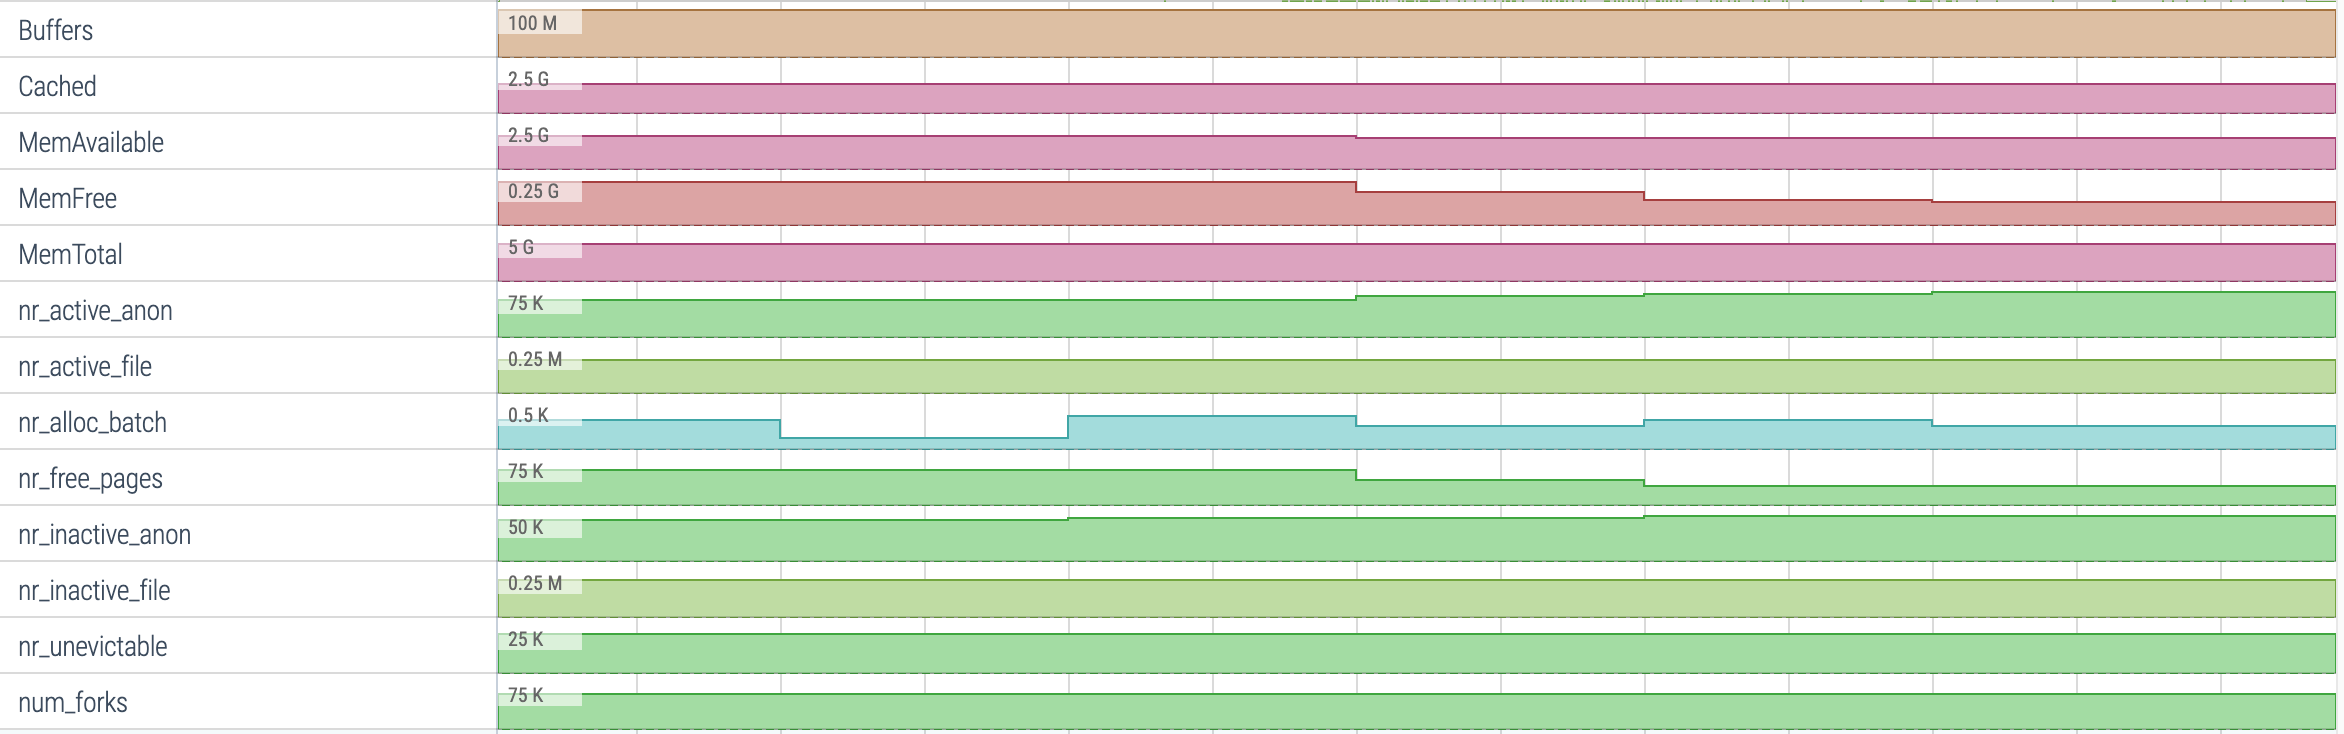 Buffers
100 M
Cached
2.5 G
MemAvailable
2.5 G
MemFree
0.25 G
MemTotal
5 G
nr_active_anon
75 K
nr_active_file
0.25 M
nr_alloc_batch
0.5 K
nr_free_pages
75 K
nr_inactive_anon
50 K
nr_inactive_file
0.25 M
nr_unevictable
25 K
num_forks
75 K